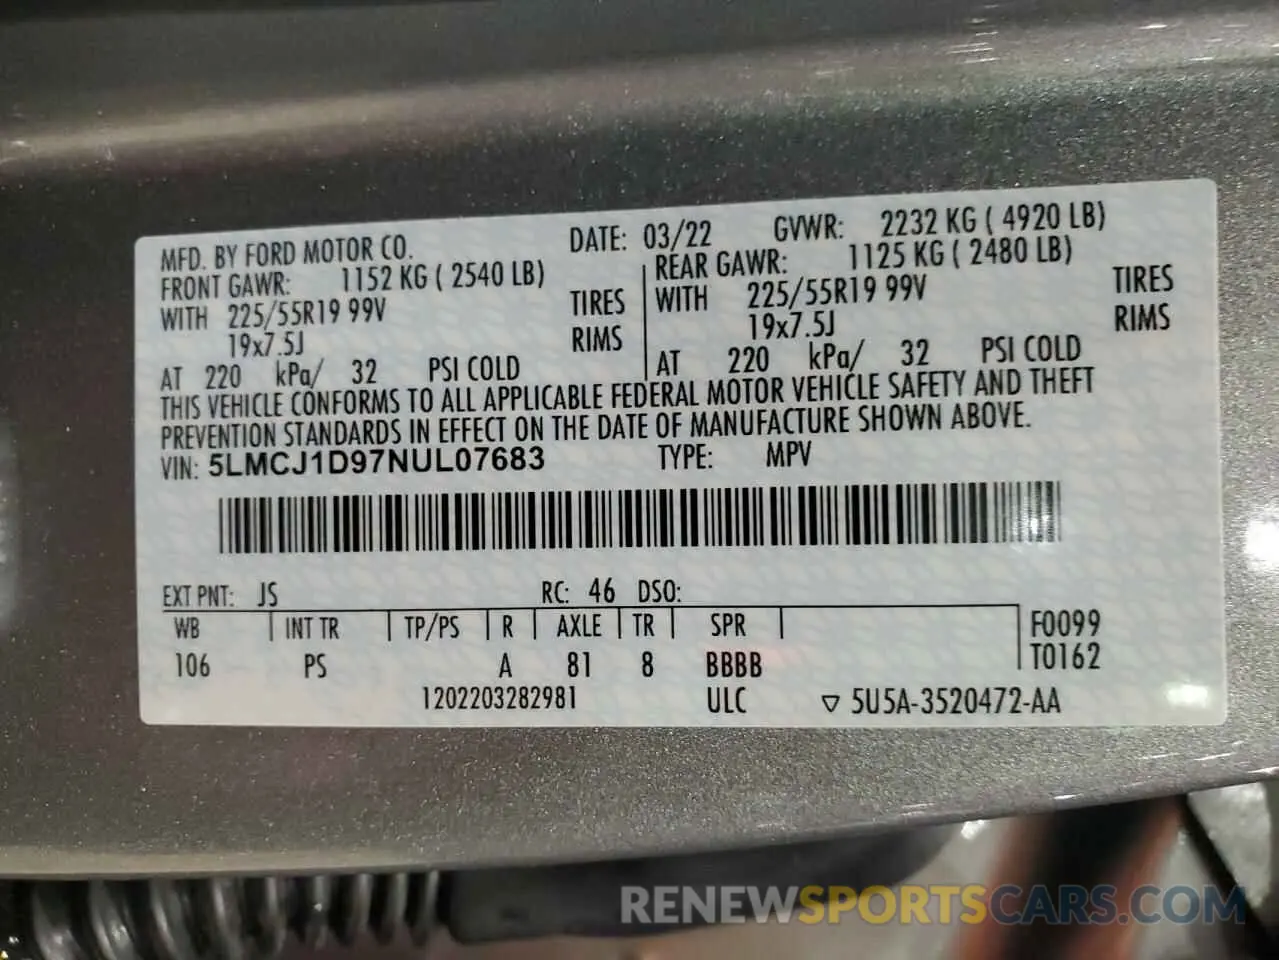 MFD. BY FORD MOTOR CO. DATE: 03/22 GVWR: 2232 KG ( 4920 LB)
FRONT GAWR: 1152 KG ( 2540 LB) REAR GAWR: 1125 KG ( 2480 LB)
WITH 225/55R19 99V TIRES WITH 225/55R19 99V TIRES
19x7.5J RIMS 19x7.5J RIMS
AT 220 kPa/ 32 PSI COLD AT 220 kPa/ 32 PSI COLD
THIS VEHICLE CONFORMS TO ALL APPLICABLE FEDERAL MOTOR VEHICLE SAFETY AND THEFT
PREVENTION STANDARDS IN EFFECT ON THE DATE OF MANUFACTURE SHOWN ABOVE.
VIN: 5LMCJ1D97NUL07683 TYPE: MPV
EXT PNT: JS RC: 46 DSO:
WB INT TR TP/PS R AXLE TR SPR F0099
106 PS A 81 8 BBBB T0162
1202203282981 ULC ▽ 5U5A-3520472-AA
RENEWSPORTSCARS.COM